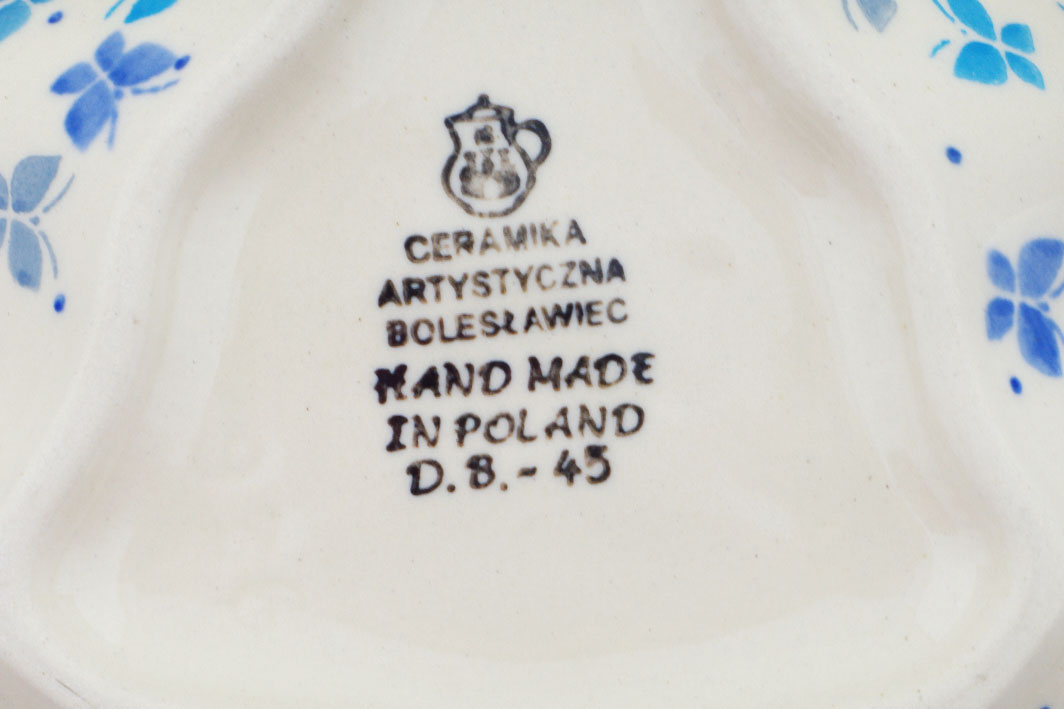 CERAMIKA
ARTYSTYCZNA
BOLESŁAWIEC
HAND MADE
IN POLAND
D.B.-45